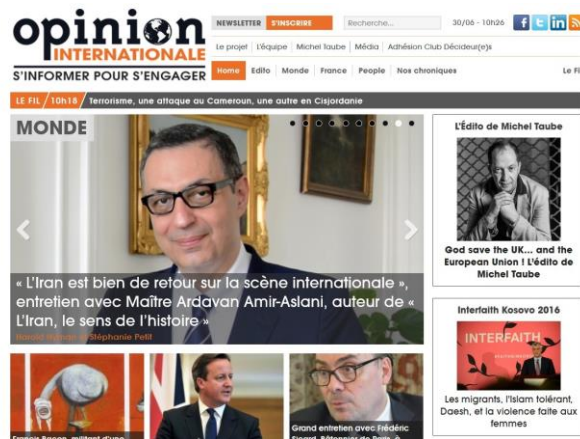 opinion
INTERNATIONALE
S'INFORMER POUR S'ENGAGER
NEWSLETTER S'INSCRIRE Recherche... 30/06 - 10h26
Le projet L'équipe Michel Taube Média Adhésion Club Décideur(e)s
Home Edito Monde France People Nos chroniques Le Fi
LE FIL 10h18 Terrorisme, une attaque au Cameroun, une autre en Cisjordanie
MONDE
« L'Iran est bien de retour sur la scène internationale »,
entretien avec Maître Ardavan Amir-Aslani, auteur de «
L'Iran, le sens de l'histoire »
Stéphanie Petit
L'Édito de Michel Taube
God save the UK... and the
European Union ! L'édito de
Michel Taube
Interfaith Kosovo 2016
INTERFAITH
Les migrants, l'Islam tolérant,
Daesh, et la violence faite aux
femmes
Grand entretien avec Frédéric